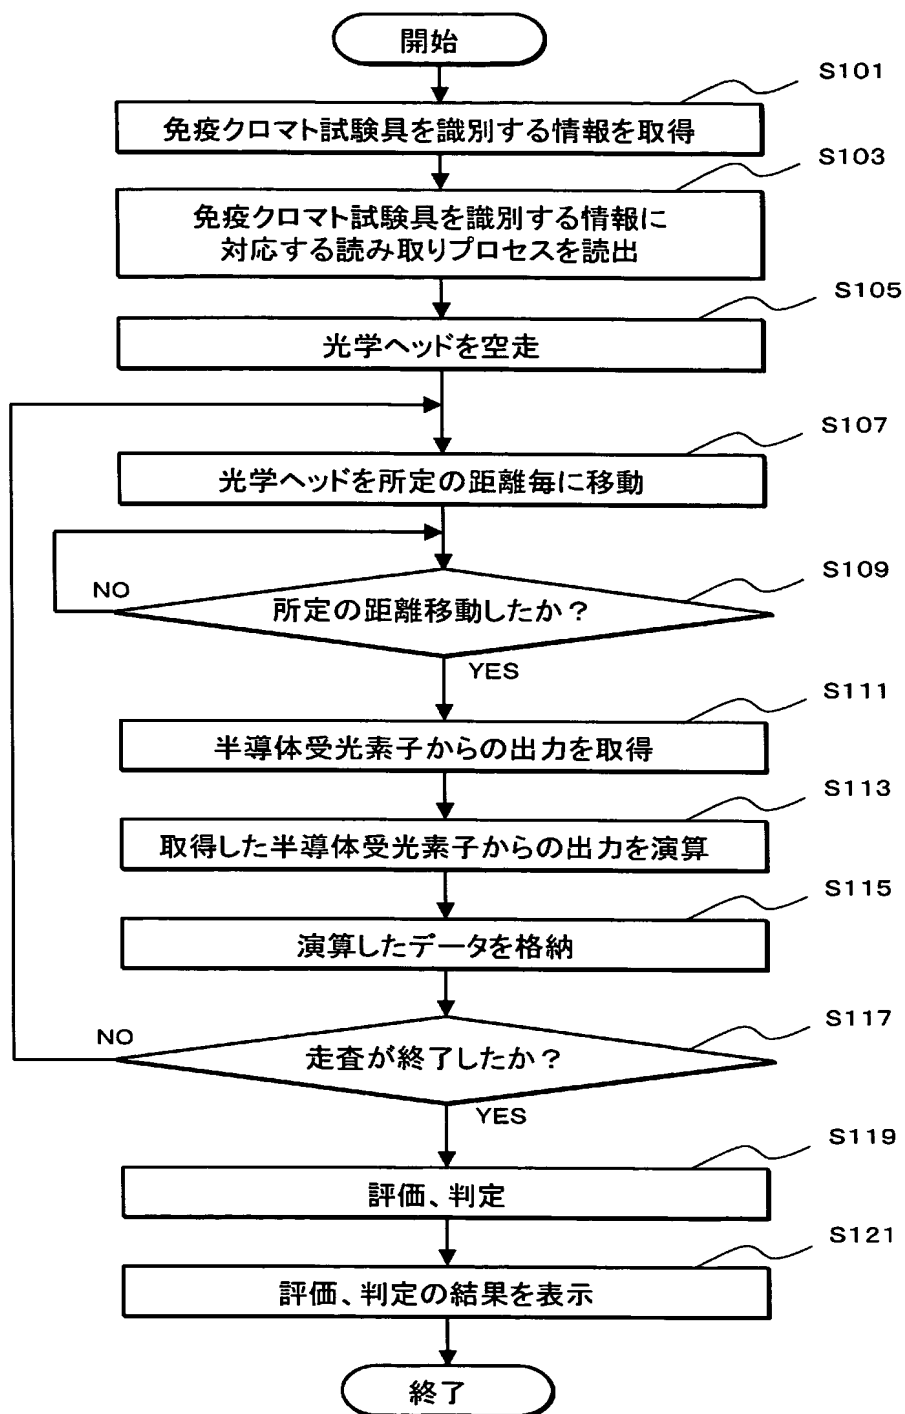 開始
S101
免疫クロマト試験具を識別する情報を取得
S103
免疫クロマト試験具を識別する情報に
対応する読み取りプロセスを読出
S105
光学ヘッドを空走
S107
光学ヘッドを所定の距離毎に移動
S109
NO
所定の距離移動したか？
YES
S111
半導体受光素子からの出力を取得
S113
取得した半導体受光素子からの出力を演算
S115
演算したデータを格納
S117
NO
走査が終了したか？
YES
S119
評価、判定
S121
評価、判定の結果を表示
終了